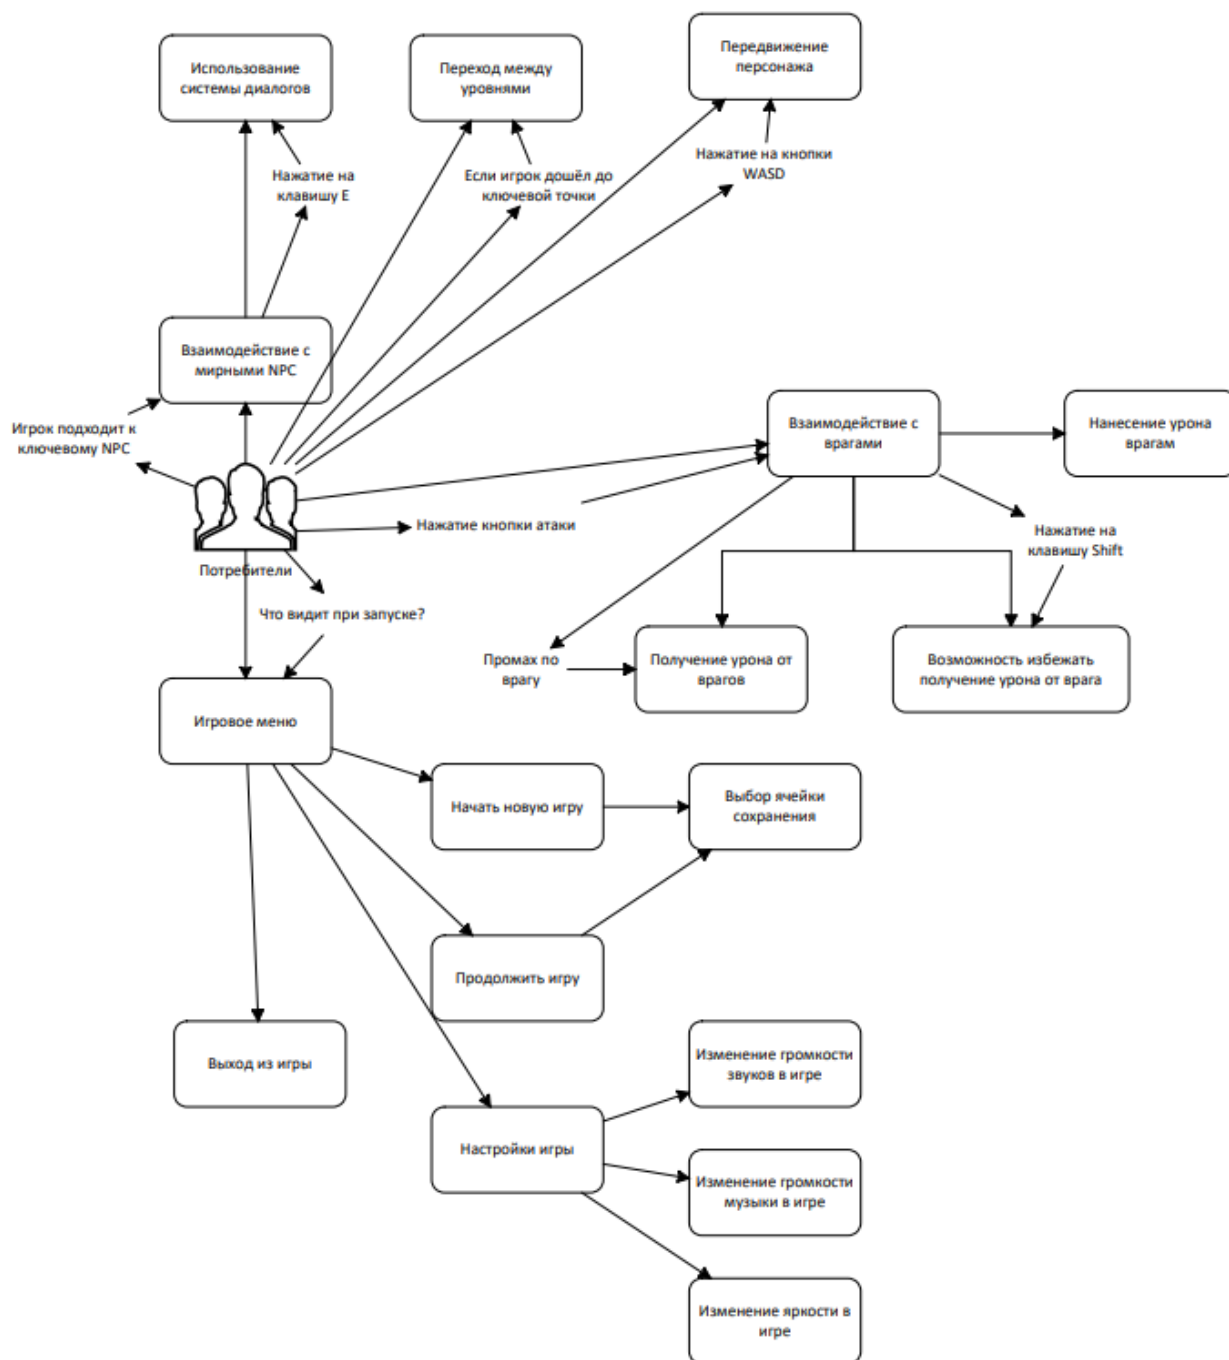 Использование
системы диалогов
Переход между
уровнями
Передвижение
персонажа
Нажатие на
клавишу E
Если игрок дошёл до
ключевой точки
Нажатие на кнопки
WASD
Взаимодействие с
мирными NPC
Игрок подходит к
ключевому NPC
Взаимодействие с
врагами
Нанесение урона
врагам
Нажатие кнопки атаки
Нажатие на
клавишу Shift
Потребители
Что видит при запуске?
Промах по
врагу
Получение урона от
врагов
Возможность избежать
получение урона от врага
Игровое меню
Начать новую игру
Выбор ячейки
сохранения
Продолжить игру
Выход из игры
Изменение громкости
звуков в игре
Настройки игры
Изменение громкости
музыки в игре
Изменение яркости в
игре